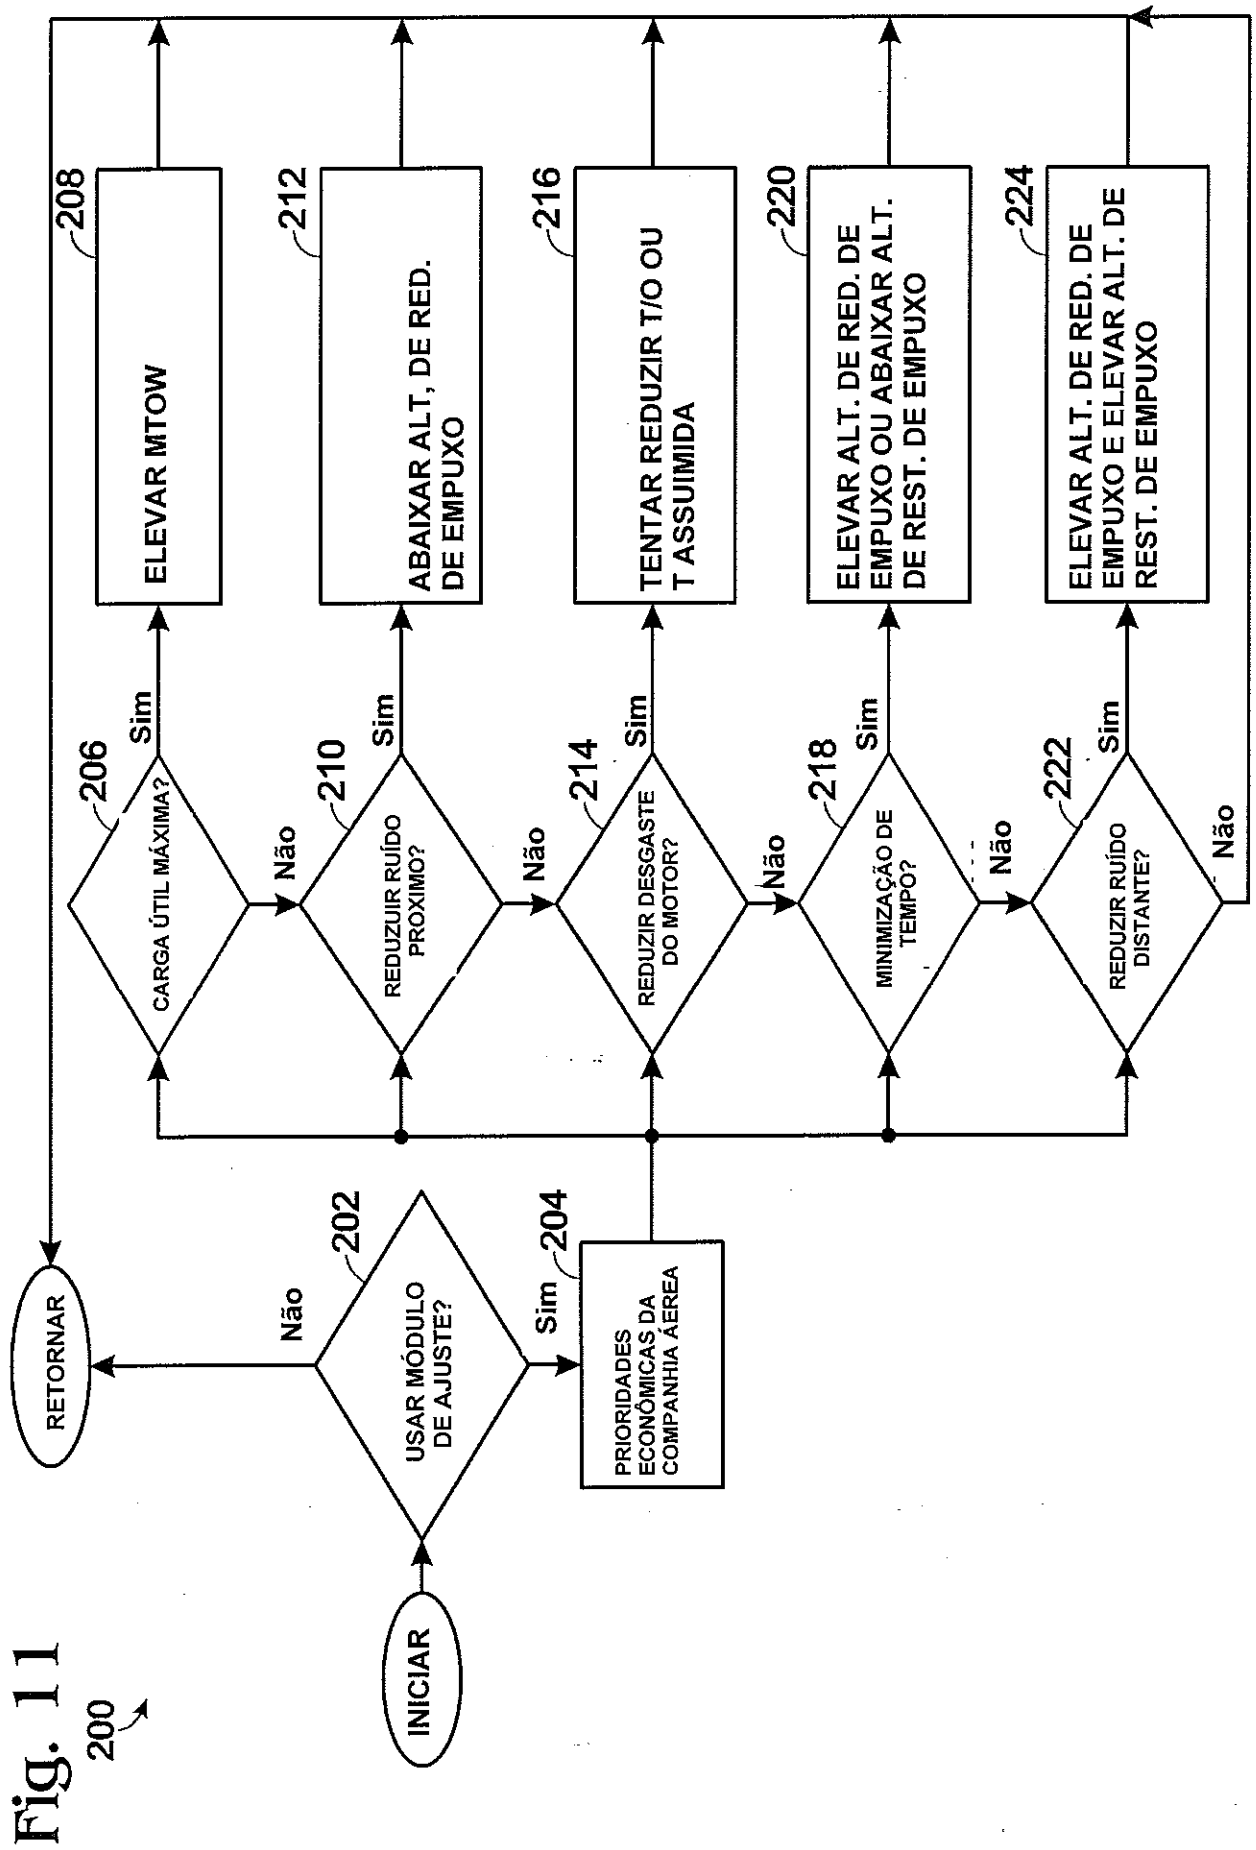 Fig. 11
200
INICIAR
USAR MÓDULO
DE AJUSTE?
202
Não
RETORNAR
Sim
204
PRIORIDADES
ECONÔMICAS DA
COMPANHIA ÁEREA
CARGA ÚTIL MÁXIMA?
206
Sim
208
ELEVAR MTOW
Não
REDUZUIR RUÍDO
PROXIMO?
210
Sim
212
ABAIXAR ALT, DE RED.
DE EMPUXO
Não
REDUZIR DESGASTE
DO MOTOR?
214
Sim
216
TENTAR REDUZIR T/O OU
T ASSUIMIDA
Não
MINIMIZAÇÃO DE
TEMPO?
218
Sim
220
ELEVAR ALT. DE RED. DE
EMPUXO OU ABAIXAR ALT.
DE REST. DE EMPUXO
Não
REDUZIR RUÍDO
DISTANTE?
222
Sim
224
ELEVAR ALT. DE RED. DE
EMPUXO E ELEVAR ALT. DE
REST. DE EMPUXO
Não